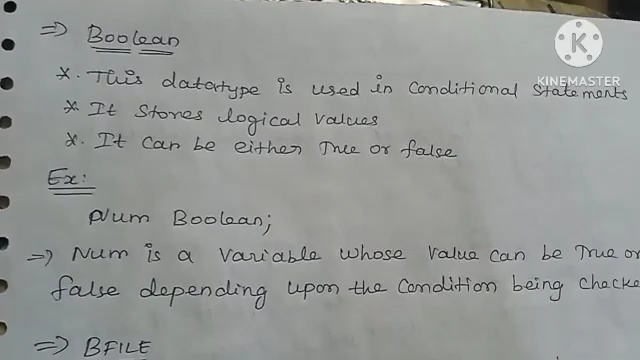 ⇒ Boolean
*. This datatype is used in conditional statements
*. It stores logical values
*. It can be either True or false
Ex:
Num Boolean;
⇒ Num is a variable whose value can be True or
false depending upon the condition being checke
⇒ BFILE
K
KINEMASTER